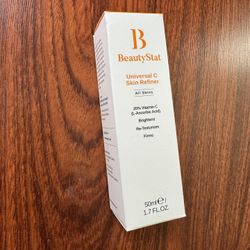 B
BeautyStat
Universal C
Skin Refiner
All Skins
20% Vitamin C
(L-Ascorbic Acid)
Brightens
Re-Texturizes
Firms
50ml℮/
1.7 FL.OZ.